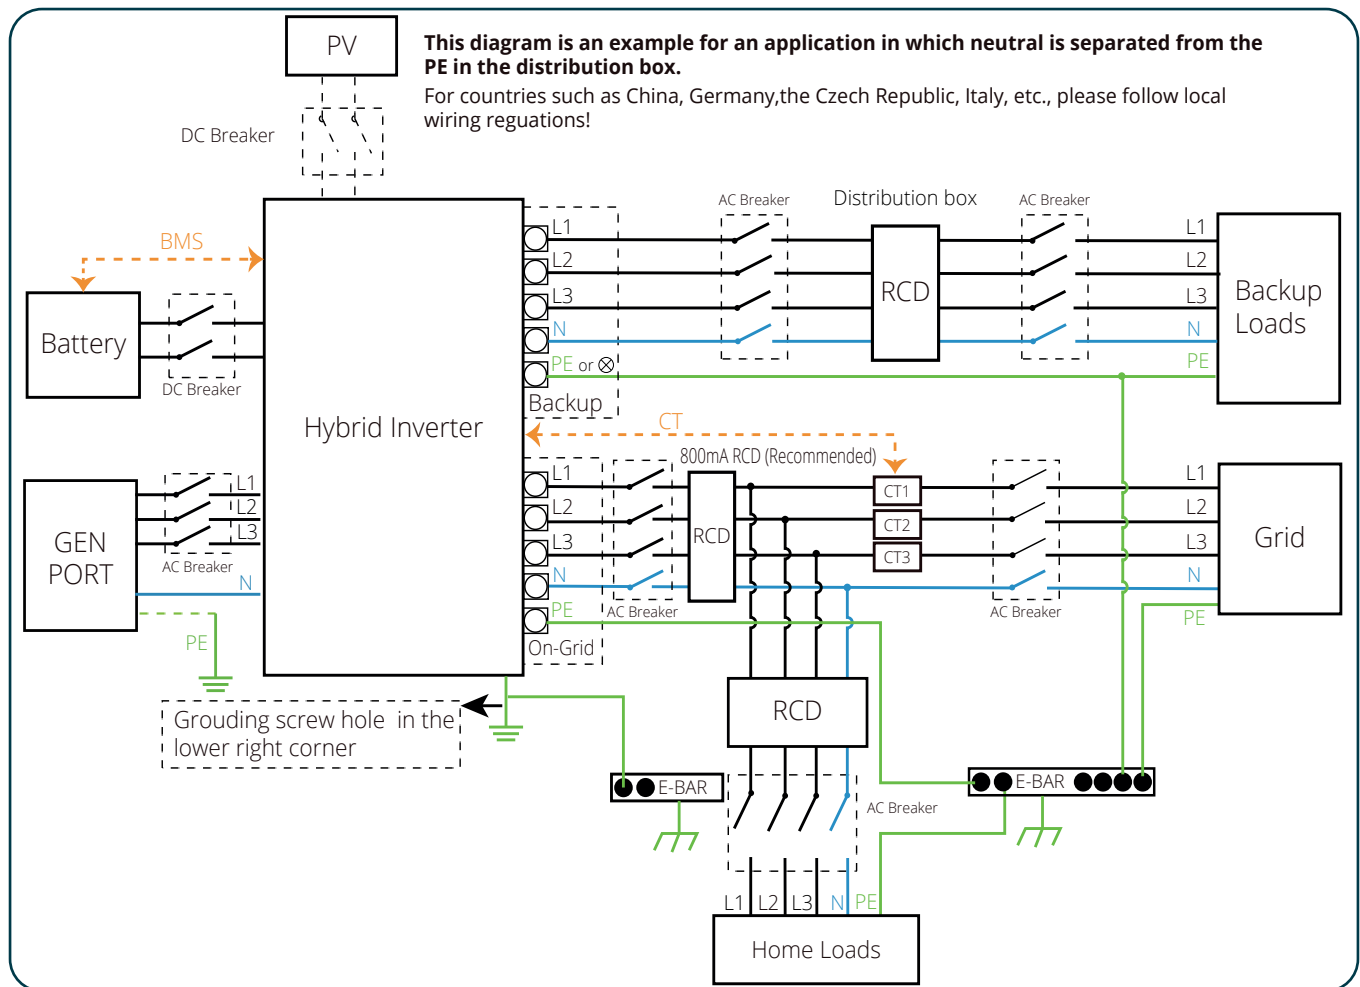 PV
This diagram is an example for an application in which neutral is separated from the
PE in the distribution box.
For countries such as China, Germany,the Czech Republic, Italy, etc., please follow local
wiring reguations!
DC Breaker
AC Breaker
Distribution box
AC Breaker
BMS
L1
L2
L3
N
PE or ⊗
Backup
RCD
L1
L2
L3
N
PE
Backup
Loads
Battery
DC Breaker
Hybrid Inverter
CT
800mA RCD (Recommended)
L1
L2
L3
N
PE
On-Grid
AC Breaker
RCD
CT1
CT2
CT3
AC Breaker
L1
L2
L3
N
PE
Grid
GEN
PORT
L1
L2
L3
AC Breaker
N
PE
Grouding screw hole in the
lower right corner
RCD
E-BAR
E-BAR
AC Breaker
L1
L2
L3
N
PE
Home Loads